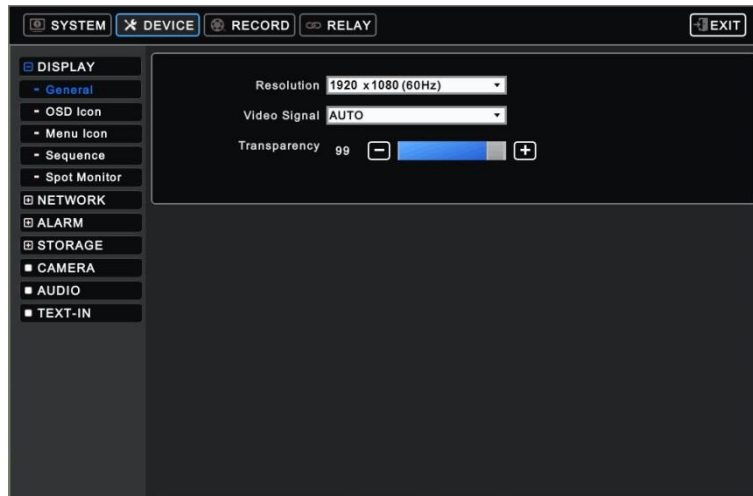 SYSTEM DEVICE RECORD RELAY EXIT
DISPLAY
- General
- OSD Icon
- Menu Icon
- Sequence
- Spot Monitor
NETWORK
ALARM
STORAGE
CAMERA
AUDIO
TEXT-IN
Resolution 1920 x1080 (60Hz)
Video Signal AUTO
Transparency 99